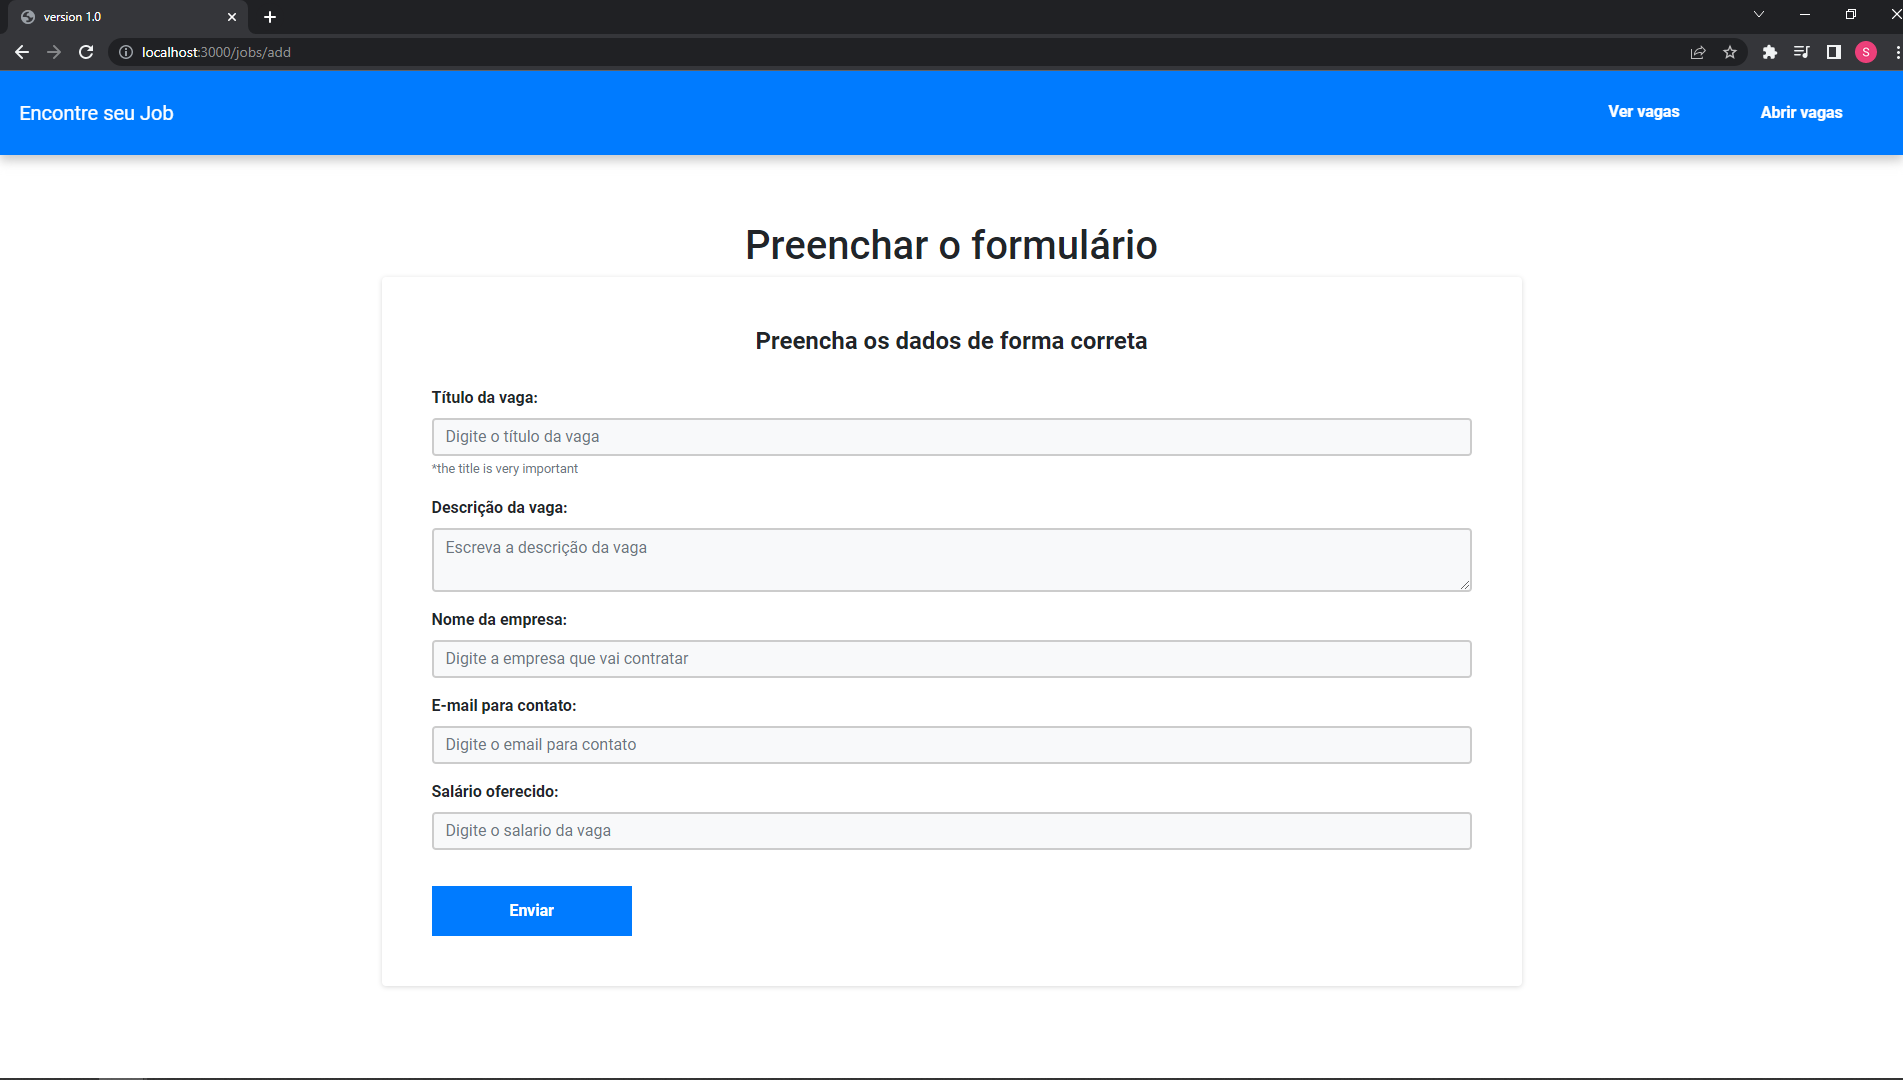 version 1.0
localhost:3000/jobs/add
S
Encontre seu Job
Ver vagas
Abrir vagas
Preenchar o formulário
Preencha os dados de forma correta
Título da vaga:
Digite o título da vaga
*the title is very important
Descrição da vaga:
Escreva a descrição da vaga
Nome da empresa:
Digite a empresa que vai contratar
E-mail para contato:
Digite o email para contato
Salário oferecido:
Digite o salario da vaga
Enviar